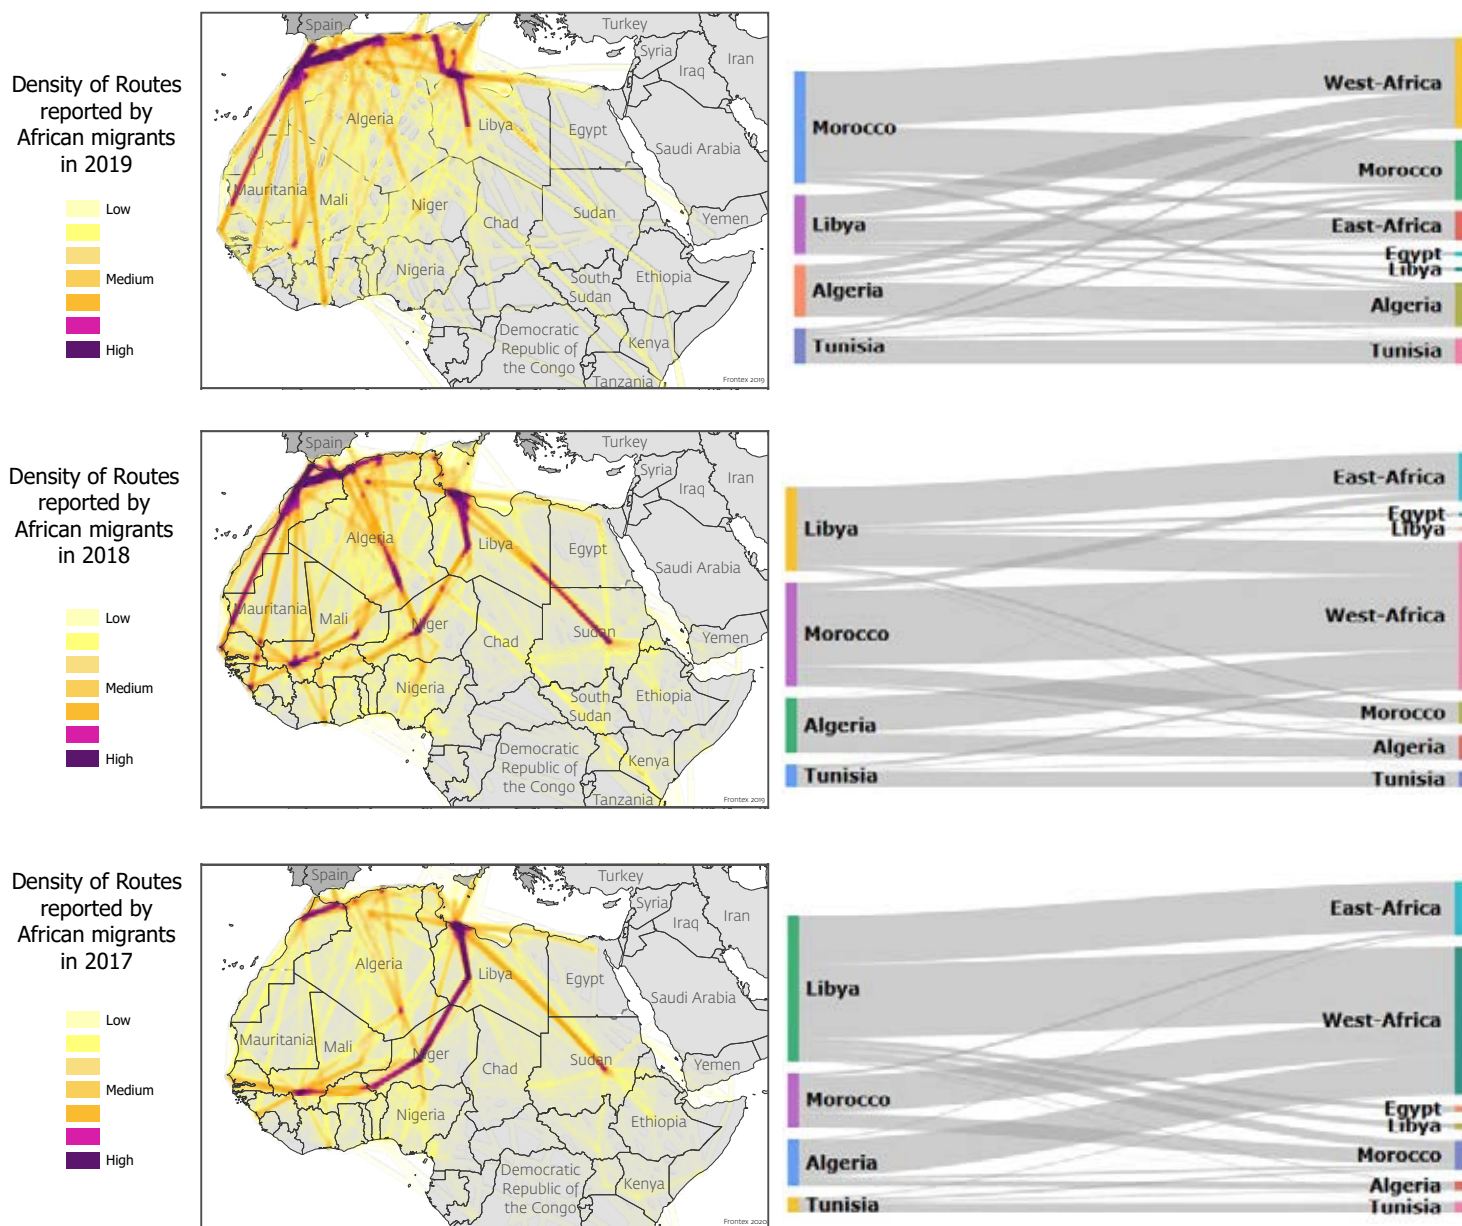 Density of Routes
reported by
African migrants
in 2019
Low
Medium
High
Spain
Turkey
Syria
Iran
Iraq
Algeria
Libya
Egypt
Saudi Arabia
Mauritania
Mali
Niger
Chad
Sudan
Yemen
Nigeria
South
Sudan
Ethiopia
Democratic
Republic of
the Congo
Kenya
Tanzania
Frontex 2019
Morocco
Libya
Algeria
Tunisia
West-Africa
Morocco
East-Africa
Egypt
Libya
Algeria
Tunisia
Density of Routes
reported by
African migrants
in 2018
Low
Medium
High
Spain
Turkey
Syria
Iran
Iraq
Algeria
Libya
Egypt
Saudi Arabia
Mauritania
Mali
Niger
Chad
Sudan
Yemen
Nigeria
South
Sudan
Ethiopia
Democratic
Republic of
the Congo
Kenya
Tanzania
Frontex 2019
Libya
Morocco
Algeria
Tunisia
East-Africa
Egypt
Libya
West-Africa
Morocco
Algeria
Tunisia
Density of Routes
reported by
African migrants
in 2017
Low
Medium
High
Spain
Turkey
Syria
Iran
Iraq
Algeria
Libya
Egypt
Saudi Arabia
Mauritania
Mali
Niger
Chad
Sudan
Yemen
Nigeria
Ethiopia
Democratic
Republic of
the Congo
Kenya
Frontex 2020
Libya
Morocco
Algeria
Tunisia
East-Africa
West-Africa
Egypt
Libya
Morocco
Algeria
Tunisia